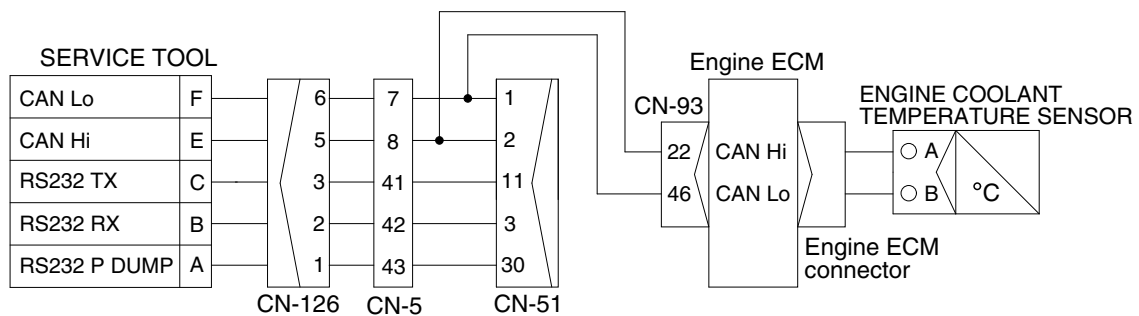 SERVICE TOOL
CAN Lo F 6 7 1
CAN Hi E 5 8 2
RS232 TX C 3 41 11
RS232 RX B 2 42 3
RS232 P DUMP A 1 43 30
CN-126 CN-5 CN-51
Engine ECM
CN-93
22 CAN Hi
46 CAN Lo
Engine ECM
connector
ENGINE COOLANT
TEMPERATURE SENSOR
A
B
°C